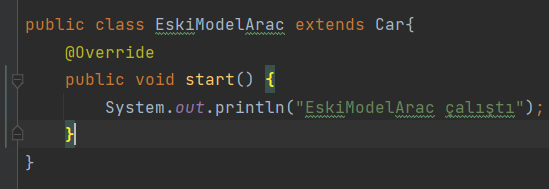 public class EskiModelArac extends Car{
@Override
public void start() {
System.out.println("EskiModelArac çalıştı");
}
}